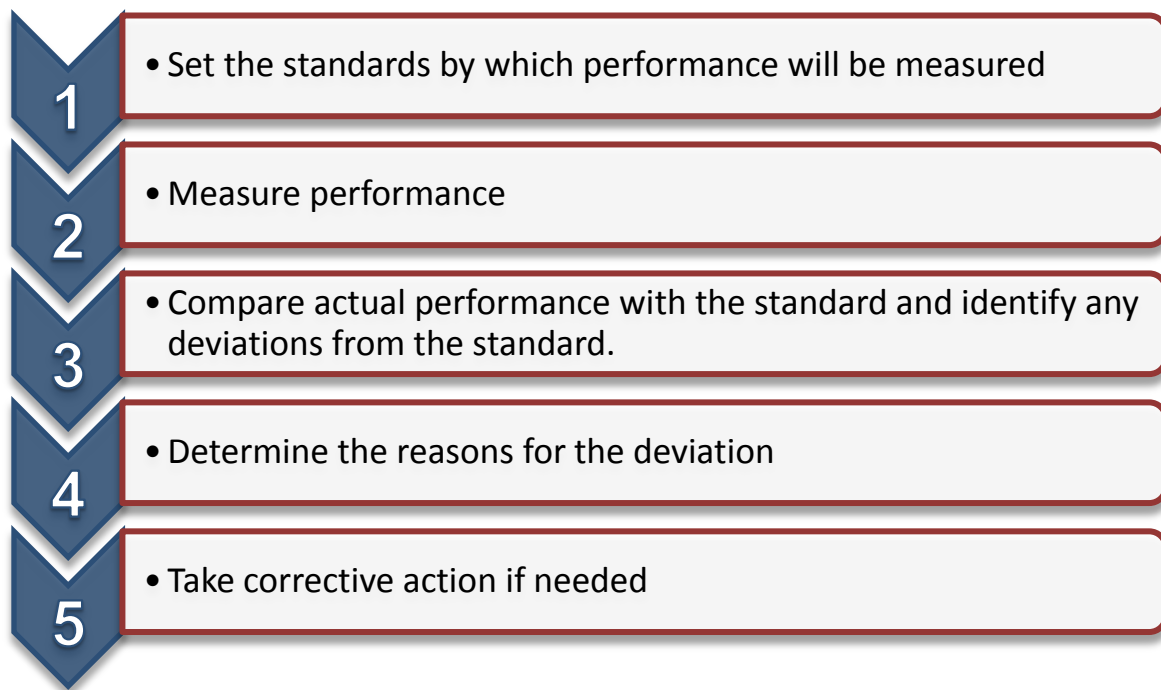 1
• Set the standards by which performance will be measured
2
• Measure performance
3
• Compare actual performance with the standard and identify any
deviations from the standard.
4
• Determine the reasons for the deviation
5
• Take corrective action if needed